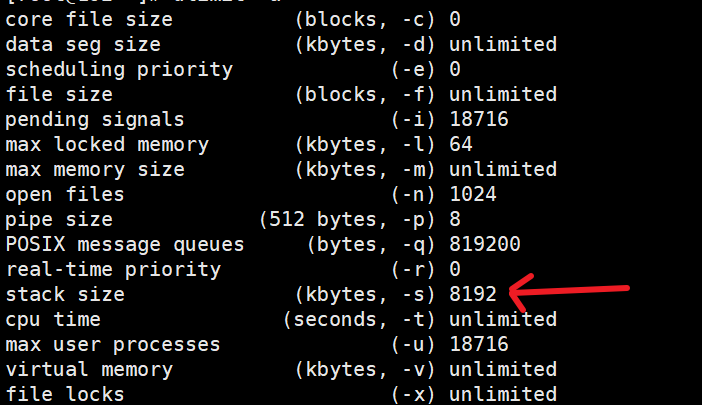 core file size (blocks, -c) 0
data seg size (kbytes, -d) unlimited
scheduling priority (-e) 0
file size (blocks, -f) unlimited
pending signals (-i) 18716
max locked memory (kbytes, -l) 64
max memory size (kbytes, -m) unlimited
open files (-n) 1024
pipe size (512 bytes, -p) 8
POSIX message queues (bytes, -q) 819200
real-time priority (-r) 0
stack size (kbytes, -s) 8192
cpu time (seconds, -t) unlimited
max user processes (-u) 18716
virtual memory (kbytes, -v) unlimited
file locks (-x) unlimited